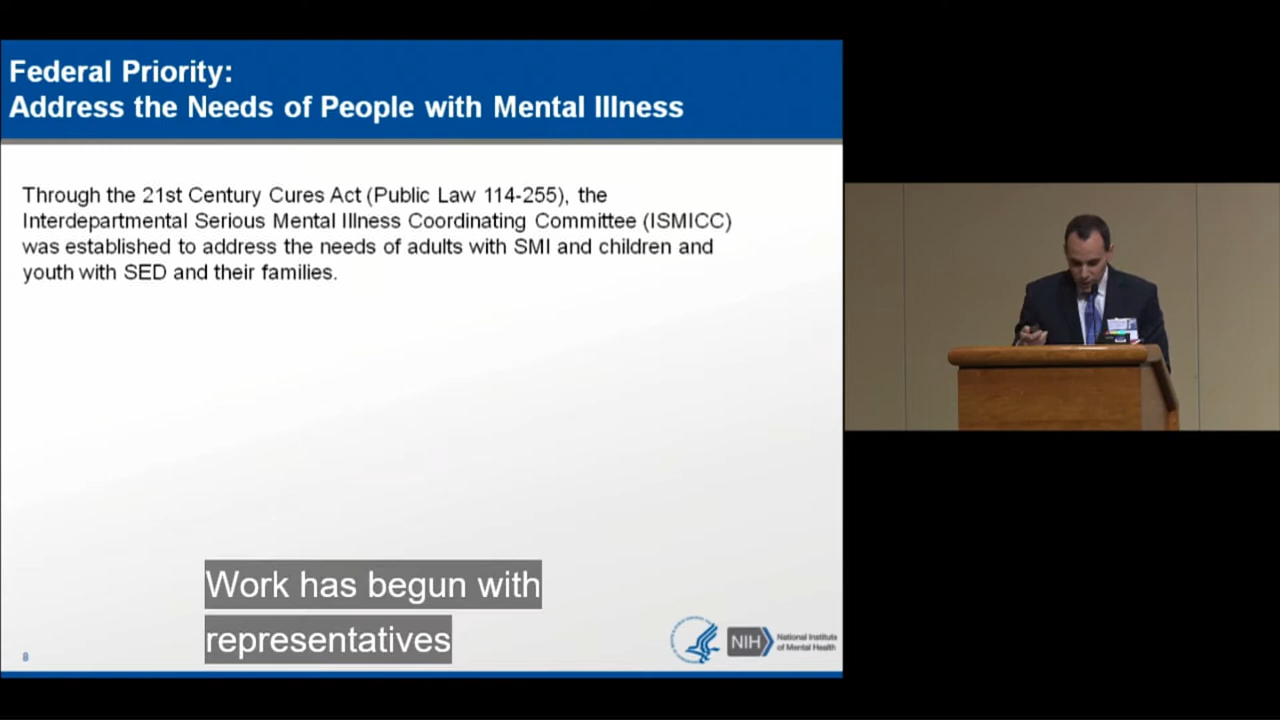 Federal Priority:
Address the Needs of People with Mental Illness
Through the 21st Century Cures Act (Public Law 114-255), the
Interdepartmental Serious Mental Illness Coordinating Committee (ISMICC)
was established to address the needs of adults with SMI and children and
youth with SED and their families.
Work has begun with
representatives
8
NIH
National Institute
of Mental Health